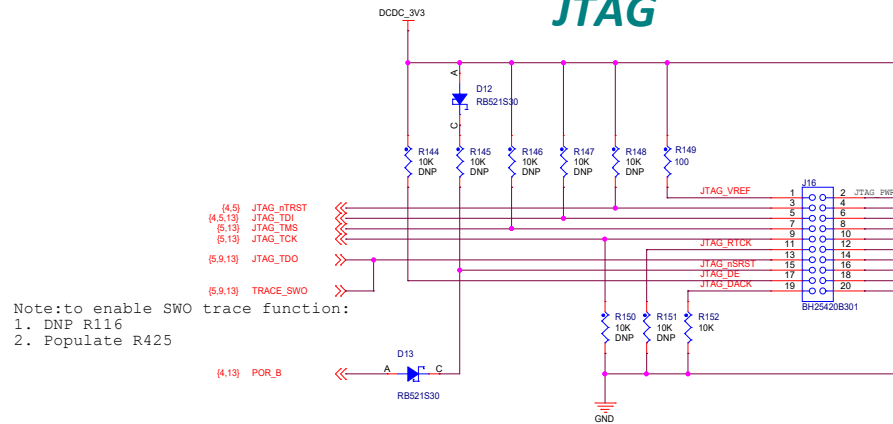 JTAG
DCDC_3V3
A
D12
RB521S30
C
R144
10K
DNP
R145
10K
DNP
R146
10K
DNP
R147
10K
DNP
R148
10K
DNP
R149
100
J16
JTAG_VREF
1
2
JTAG_PWR
{4,5} JTAG_nTRST
3
4
{4,5,13} JTAG_TDI
5
6
{5,13} JTAG_TMS
7
8
{5,13} JTAG_TCK
9
10
JTAG_RTCK
11
12
{5,9,13} JTAG_TDO
13
14
JTAG_nSRST
15
16
JTAG_DE
17
18
JTAG_DACK
19
20
{5,9,13} TRACE_SWO
BH25420B301
Note:to enable SWO trace function:
1. DNP R116
2. Populate R425
R150
10K
DNP
R151
10K
DNP
R152
10K
D13
{4,13} POR_B
A
C
RB521S30
GND